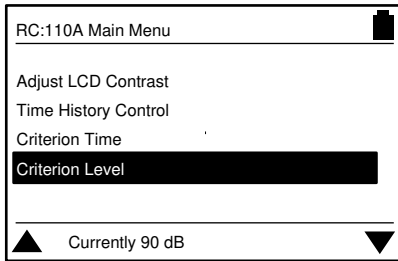 RC:110A Main Menu
Adjust LCD Contrast
Time History Control
Criterion Time
Criterion Level
Currently 90 dB